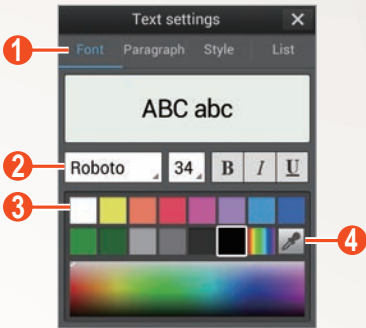 Text settings
1 Font Paragraph Style List
ABC abc
2 Roboto 34 B I U
3
4